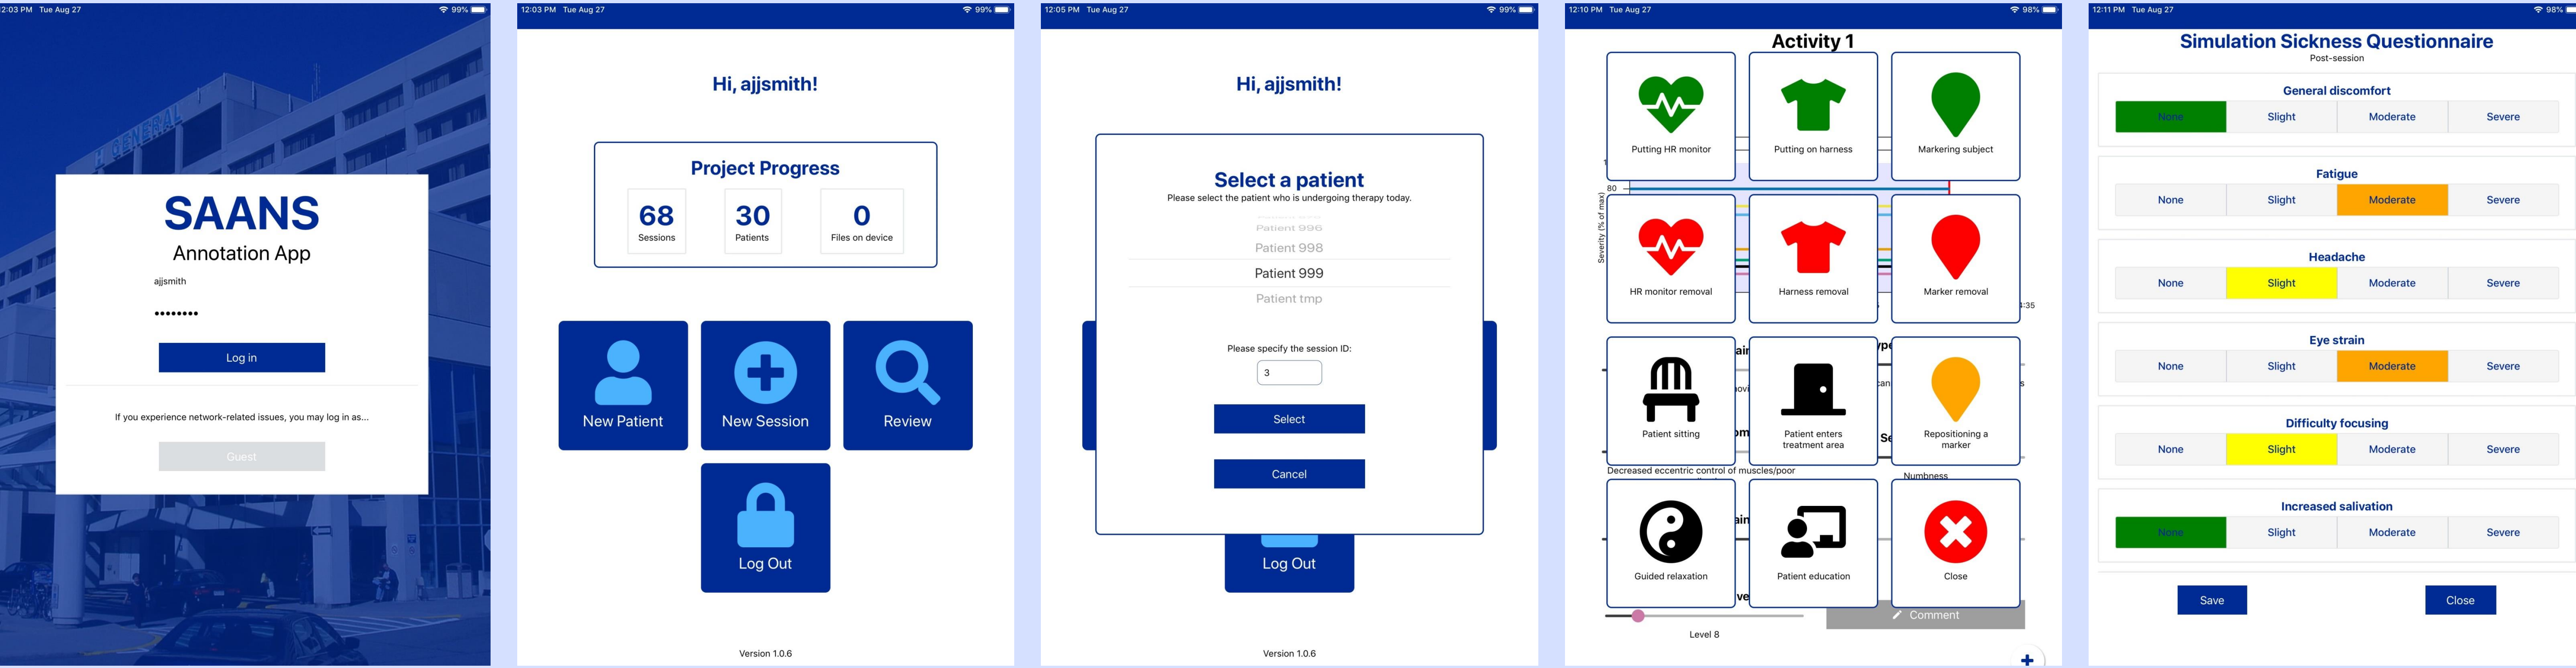 2:03 PM Tue Aug 27
99%
H GENERAL
SAANS
Annotation App
ajjsmith
Log in
If you experience network-related issues, you may log in as...
Guest
12:03 PM Tue Aug 27
99%
Hi, ajjsmith!
Project Progress
68
Sessions
30
Patients
0
Files on device
New Patient
New Session
Review
Log Out
Version 1.0.6
12:05 PM Tue Aug 27
99%
Hi, ajjsmith!
Select a patient
Please select the patient who is undergoing therapy today.
Patient 996
Patient 998
Patient 999
Patient tmp
Please specify the session ID:
3
Select
Cancel
Log Out
Version 1.0.6
12:10 PM Tue Aug 27
98%
Activity 1
Putting HR monitor
Putting on harness
Markering subject
80
Severity (% of max)
HR monitor removal
Harness removal
Marker removal
:35
Patient sitting
Patient enters
treatment area
Repositioning a
marker
Decreased eccentric control of muscles/poor
Numbness
Guided relaxation
Patient education
Close
Comment
Level 8
12:11 PM Tue Aug 27
98%
Simulation Sickness Questionnaire
Post-session
General discomfort
None Slight Moderate Severe
Fatigue
None Slight Moderate Severe
Headache
None Slight Moderate Severe
Eye strain
None Slight Moderate Severe
Difficulty focusing
None Slight Moderate Severe
Increased salivation
None Slight Moderate Severe
Save
Close